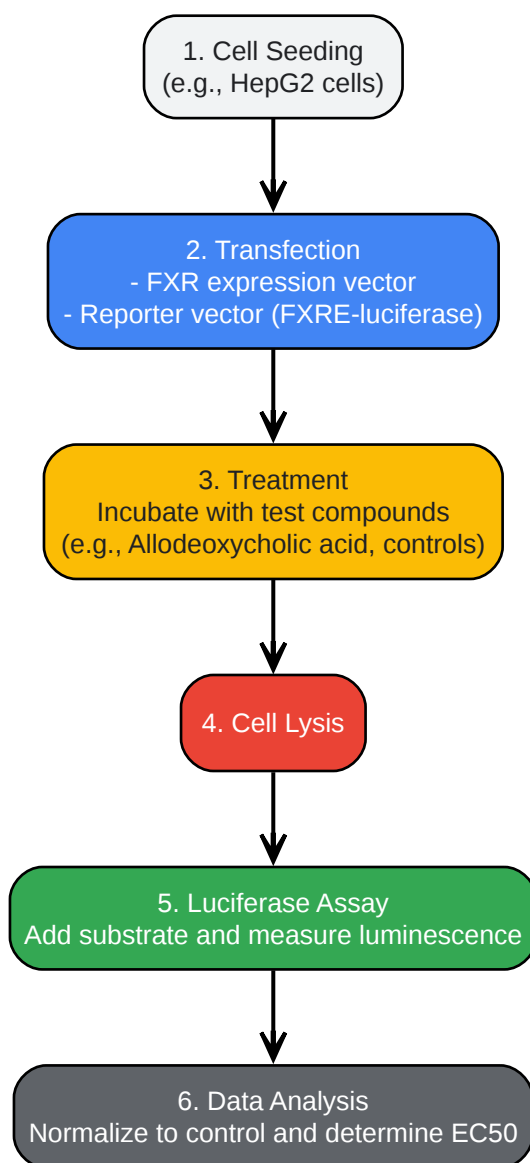 1. Cell Seeding
(e.g., HepG2 cells)
2. Transfection
- FXR expression vector
- Reporter vector (FXRE-luciferase)
3. Treatment
Incubate with test compounds
(e.g., Allodeoxycholic acid, controls)
4. Cell Lysis
5. Luciferase Assay
Add substrate and measure luminescence
6. Data Analysis
Normalize to control and determine EC50